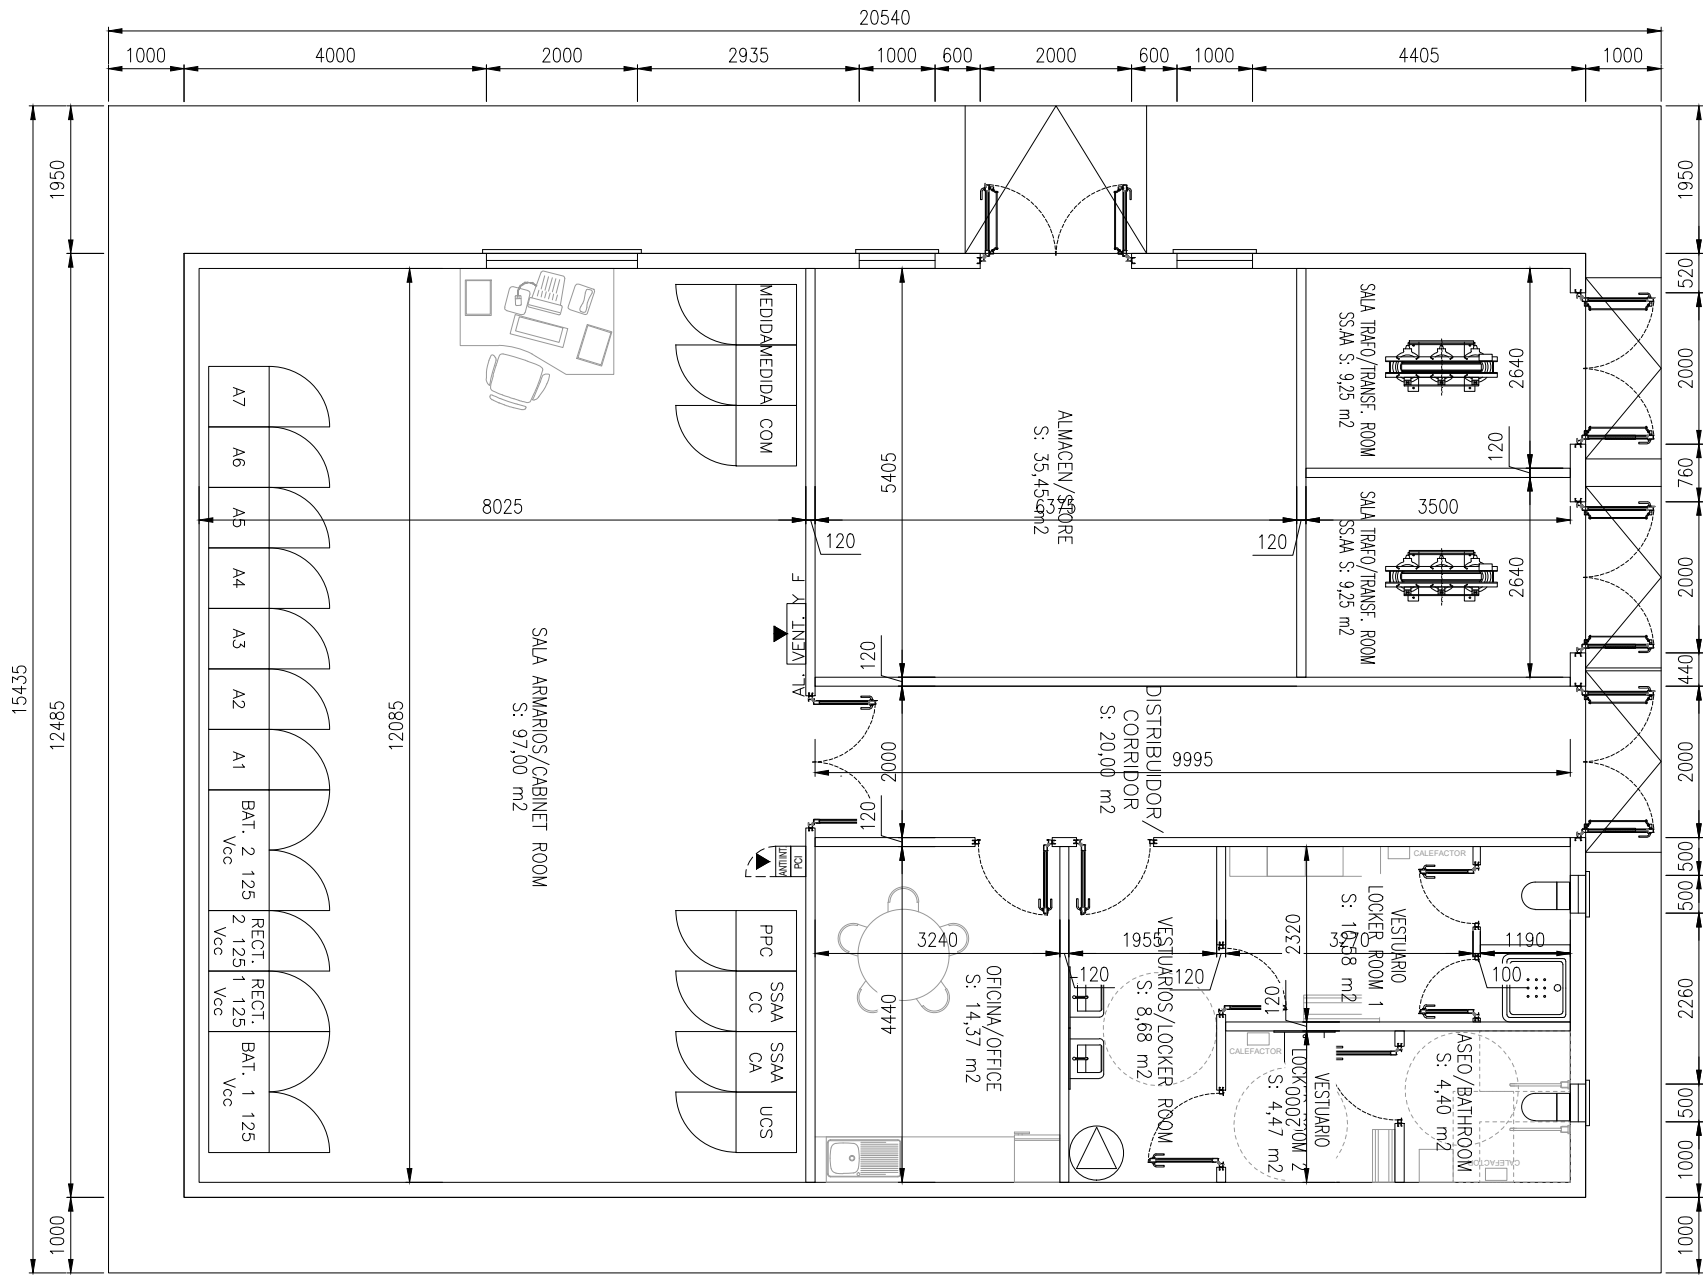 20540
1000
4000
2000
2935
1000
600
2000
600
1000
4405
1000
1950
12485
15435
1000
1950
520
2000
760
2000
440
2000
500
500
2920
500
1000
1000
MEDIDA
MEDIDA
COM
A7
A6
A5
A4
A3
A2
A1
BAT. 2 125
Vcc
RECT.
2 125
Vcc
RECT.
1 125
Vcc
BAT. 1 125
Vcc
8025
12085
SALA ARMARIOS/CABINET ROOM
S: 97,00 m2
AL. VENT. Y F
PCI
ANTIINT
PPC
SSAA
CC
SSAA
CA
UCS
120
5405
ALMACEN/STORE
S: 35,45 m2
6375
120
SALA TRAFO/TRANSF. ROOM
SS.AA S: 9,25 m2
2640
120
3500
SALA TRAFO/TRANSF. ROOM
SS.AA S: 9,25 m2
2640
120
2000
DISTRIBUIDOR/
CORRIDOR
S: 20,00 m2
9995
120
3240
4440
OFICINA/OFFICE
S: 14,37 m2
1955
120
120
VESTUARIOS/LOCKER ROOM
S: 8,68 m2
CALEFACTOR
2320
VESTUARIO
LOCKER ROOM 1
3270
1190
100
120
CALEFACTOR
VESTUARIO
2000
S: 4,47 m2
ASEO/BATHROOM
S: 4,40 m2
CALEFACTOR